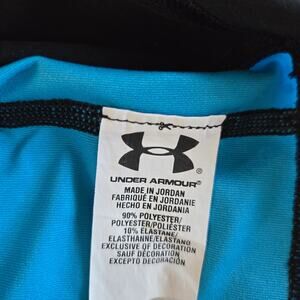 UNDER ARMOUR®
MADE IN JORDAN
FABRIQUÉ EN JORDANIE
HECHO EN JORDANIA
90% POLYESTER/
POLYESTER/POLIÉSTER
10% ELASTANE/
ELASTHANNE/ELASTANO
EXCLUSIVE OF DECORATION
SAUF DÉCORATION
EXCEPTO DECORACIÓN